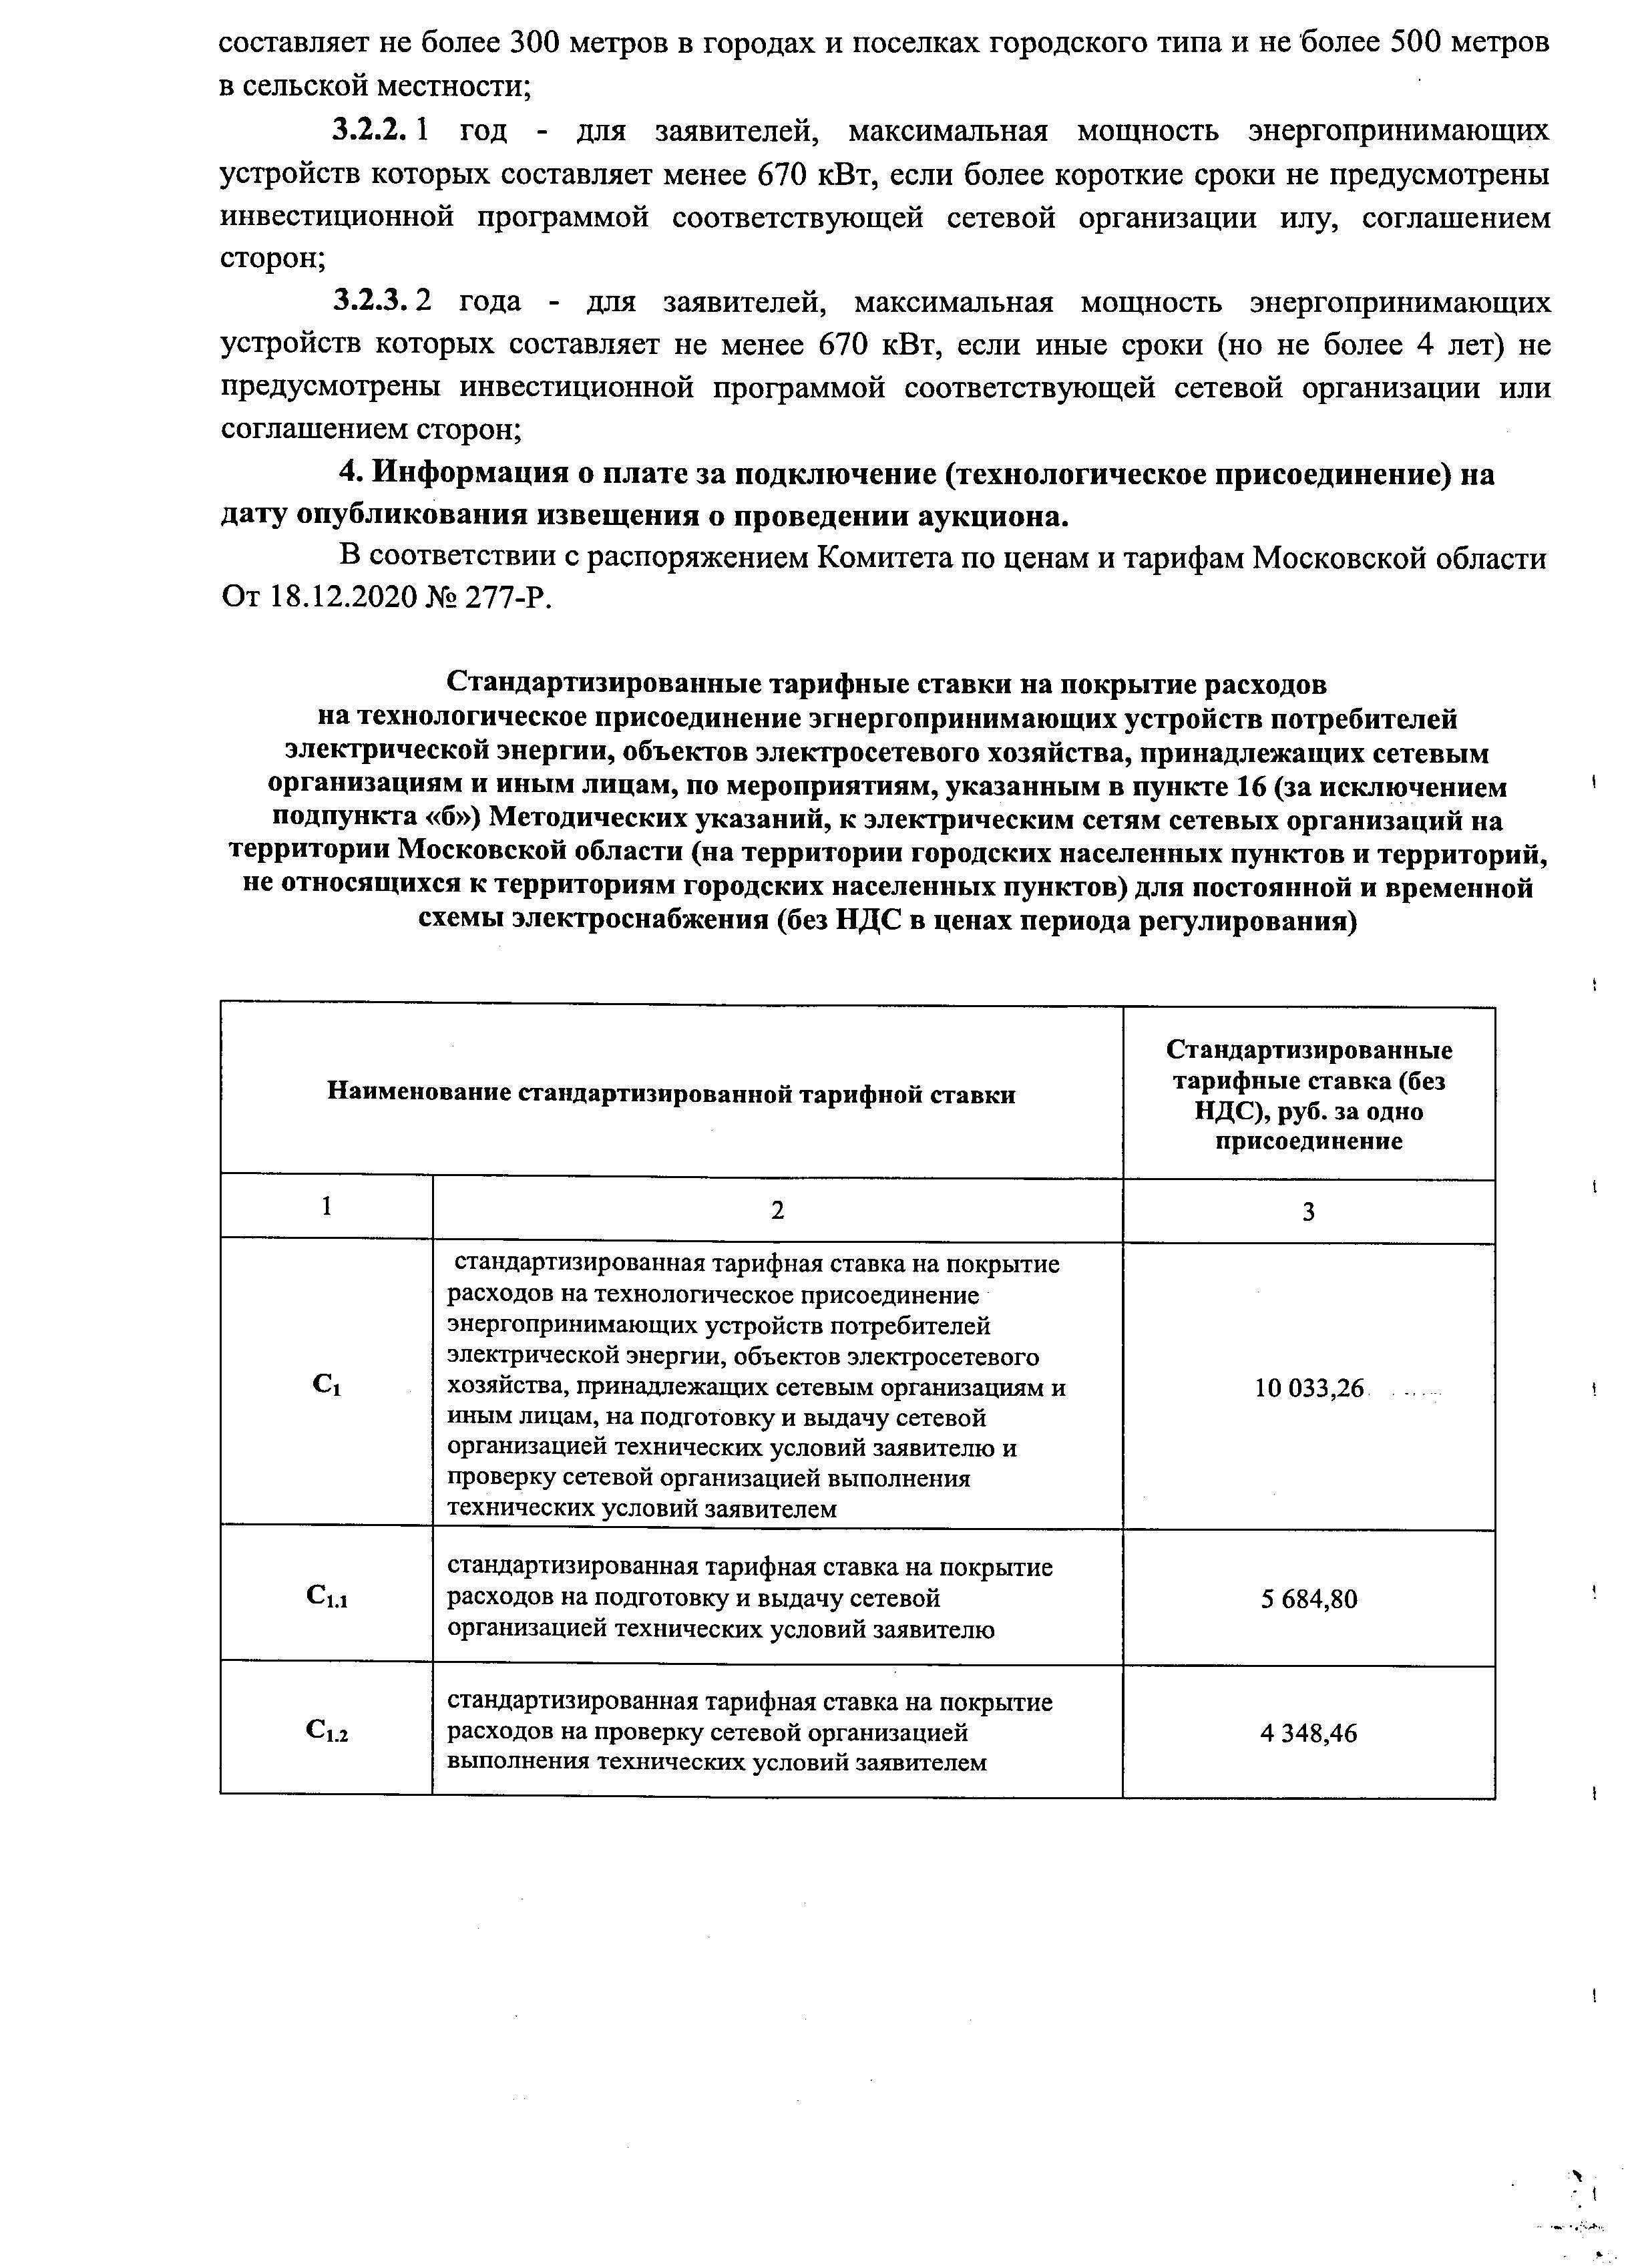 составляет не более 300 метров в городах и поселках городского типа и не более 500 метров
в сельской местности;
3.2.2. 1 год - для заявителей, максимальная мощность энергопринимающих
устройств которых составляет менее 670 кВт, если более короткие сроки не предусмотрены
инвестиционной программой соответствующей сетевой организации илу, соглашением
сторон;
3.2.3. 2 года - для заявителей, максимальная мощность энергопринимающих
устройств которых составляет не менее 670 кВт, если иные сроки (но не более 4 лет) не
предусмотрены инвестиционной программой соответствующей сетевой организации или
соглашением сторон;
4. Информация о плате за подключение (технологическое присоединение) на
дату опубликования извещения о проведении аукциона.
В соответствии с распоряжением Комитета по ценам и тарифам Московской области
От 18.12.2020 № 277-Р.
Стандартизированные тарифные ставки на покрытие расходов
на технологическое присоединение эгнергопринимающих устройств потребителей
электрической энергии, объектов электросетевого хозяйства, принадлежащих сетевым
организациям и иным лицам, по мероприятиям, указанным в пункте 16 (за исключением
подпункта «б») Методических указаний, к электрическим сетям сетевых организаций на
территории Московской области (на территории городских населенных пунктов и территорий,
не относящихся к территориям городских населенных пунктов) для постоянной и временной
схемы электроснабжения (без НДС в ценах периода регулирования)
Наименование стандартизированной тарифной ставки
Стандартизированные
тарифные ставка (без
НДС), руб. за одно
присоединение
1
2
3
С1
стандартизированная тарифная ставка на покрытие
расходов на технологическое присоединение
энергопринимающих устройств потребителей
электрической энергии, объектов электросетевого
хозяйства, принадлежащих сетевым организациям и
иным лицам, на подготовку и выдачу сетевой
организацией технических условий заявителю и
проверку сетевой организацией выполнения
технических условий заявителем
10 033,26
С1.1
стандартизированная тарифная ставка на покрытие
расходов на подготовку и выдачу сетевой
организацией технических условий заявителю
5 684,80
С1.2
стандартизированная тарифная ставка на покрытие
расходов на проверку сетевой организацией
выполнения технических условий заявителем
4 348,46